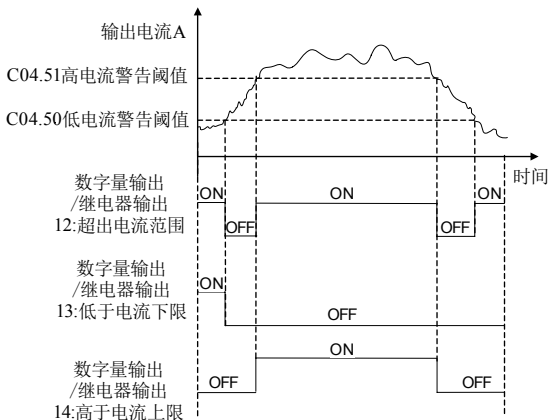 输出电流A
C04.51高电流警告阈值
C04.50低电流警告阈值
时间
数字量输出
/继电器输出
12:超出电流范围
ON
OFF
ON
OFF
ON
数字量输出
/继电器输出
13:低于电流下限
ON
OFF
数字量输出
/继电器输出
14:高于电流上限
OFF
ON
OFF